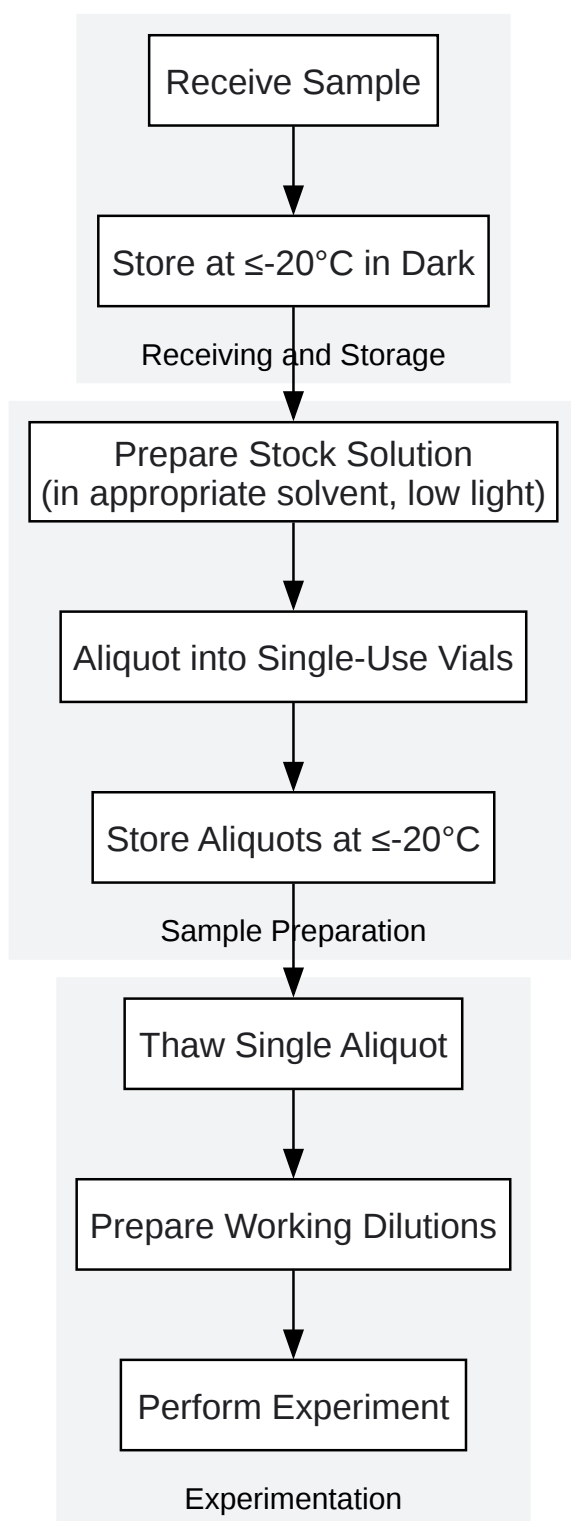 Receive Sample
Store at ≤-20°C in Dark
Receiving and Storage
Prepare Stock Solution
(in appropriate solvent, low light)
Aliquot into Single-Use Vials
Store Aliquots at ≤-20°C
Sample Preparation
Thaw Single Aliquot
Prepare Working Dilutions
Perform Experiment
Experimentation